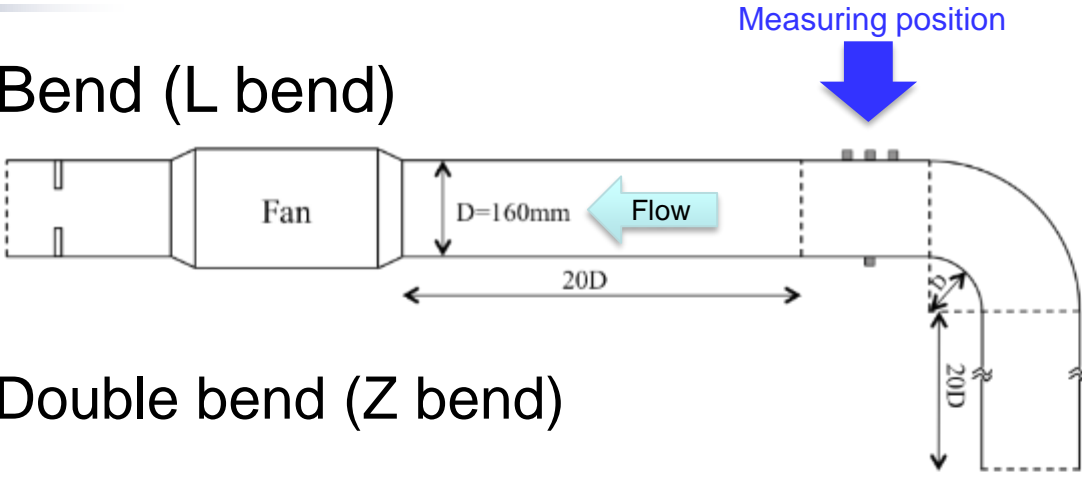 Measuring position
Bend (L bend)
Fan
D=160mm
Flow
20D
D
20D
Double bend (Z bend)